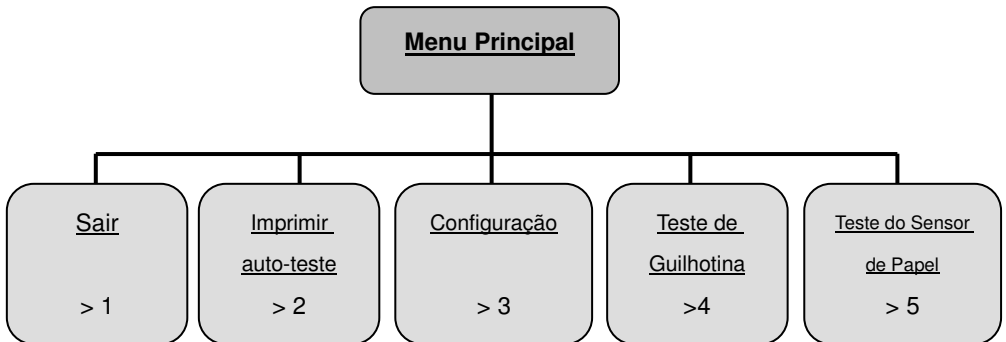 Menu Principal
Sair
> 1
Imprimir
auto-teste
> 2
Configuração
> 3
Teste de
Guilhotina
>4
Teste do Sensor
de Papel
> 5